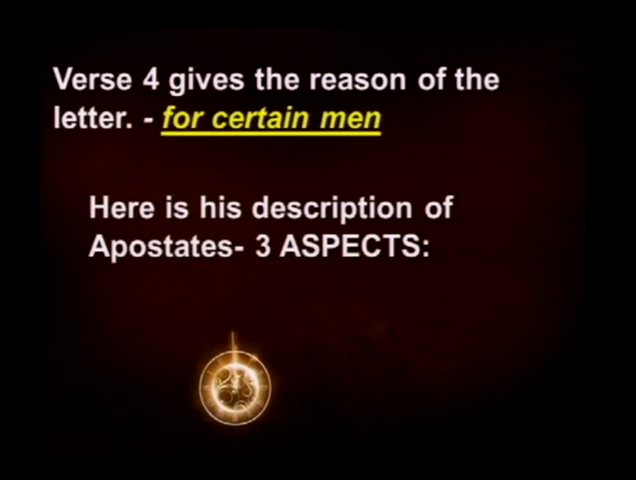 Verse 4 gives the reason of the
letter. - for certain men
Here is his description of
Apostates- 3 ASPECTS: